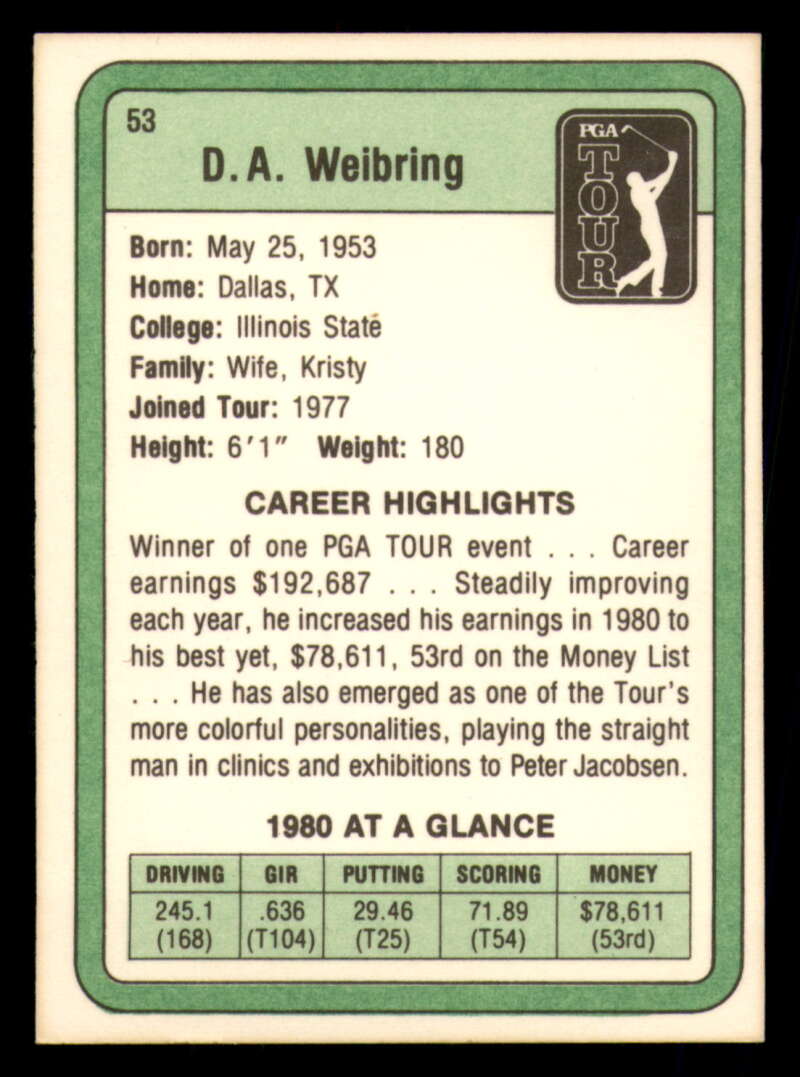 53
D. A. Weibring
PGA
TOUR
Born: May 25, 1953
Home: Dallas, TX
College: Illinois State
Family: Wife, Kristy
Joined Tour: 1977
Height: 6'1" Weight: 180
CAREER HIGHLIGHTS
Winner of one PGA TOUR event . . . Career
earnings $192,687 . . . Steadily improving
each year, he increased his earnings in 1980 to
his best yet, $78,611, 53rd on the Money List
. . . He has also emerged as one of the Tour's
more colorful personalities, playing the straight
man in clinics and exhibitions to Peter Jacobsen.
1980 AT A GLANCE
DRIVING GIR PUTTING SCORING MONEY
245.1 .636 29.46 71.89 $78,611
(168) (T104) (T25) (T54) (53rd)